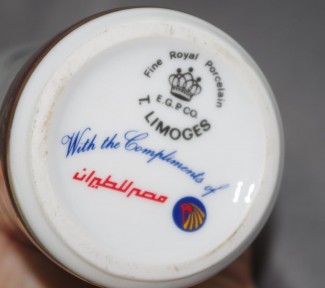 Fine Royal Porcelain
E.G.P.CO.
T. LIMOGES
With the Compliments of
مصر للطيران